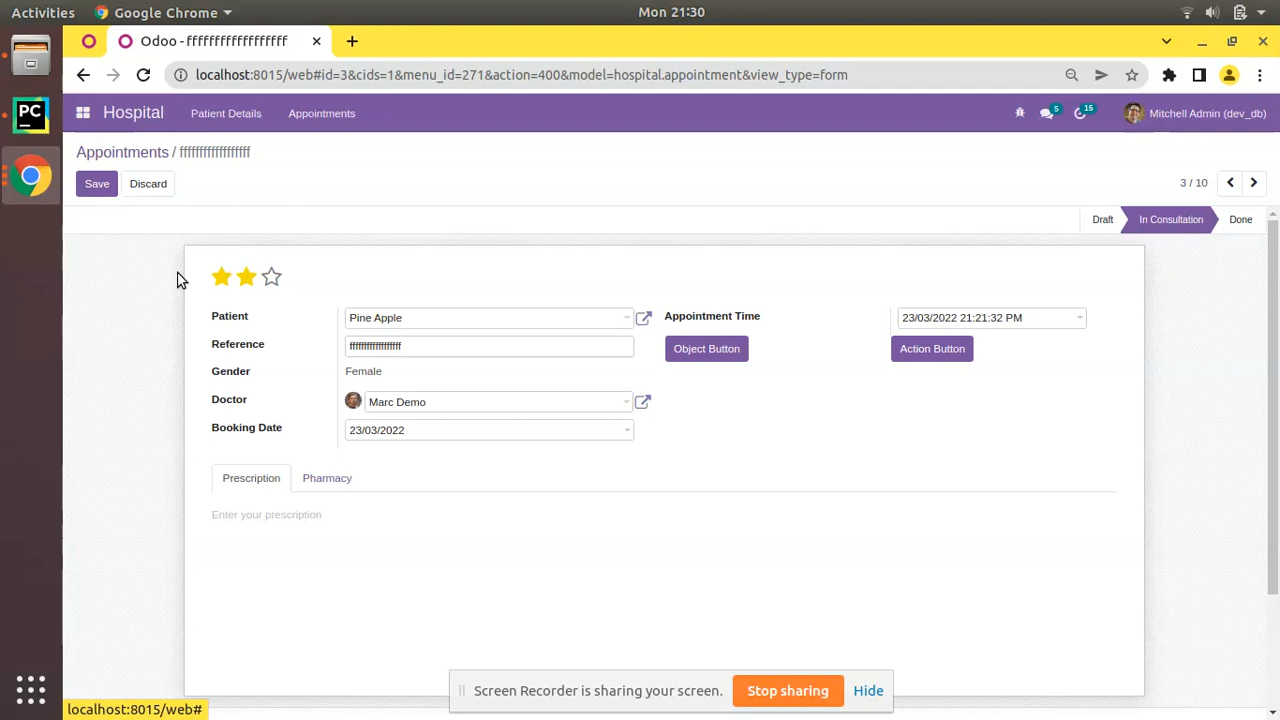 Activities Google Chrome Mon 21:30
Odoo - ffffffffffffffffff
localhost:8015/web#id=3&cids=1&menu_id=271&action=400&model=hospital.appointment&view_type=form
Hospital Patient Details Appointments 5 15 Mitchell Admin (dev_db)
Appointments / ffffffffffffffffff
Save Discard 3 / 10
Draft In Consultation Done
Patient Pine Apple Appointment Time 23/03/2022 21:21:32 PM
Reference ffffffffffffffffff Object Button Action Button
Gender Female
Doctor Marc Demo
Booking Date 23/03/2022
Prescription Pharmacy
Enter your prescription
Screen Recorder is sharing your screen. Stop sharing Hide
localhost:8015/web#
PC